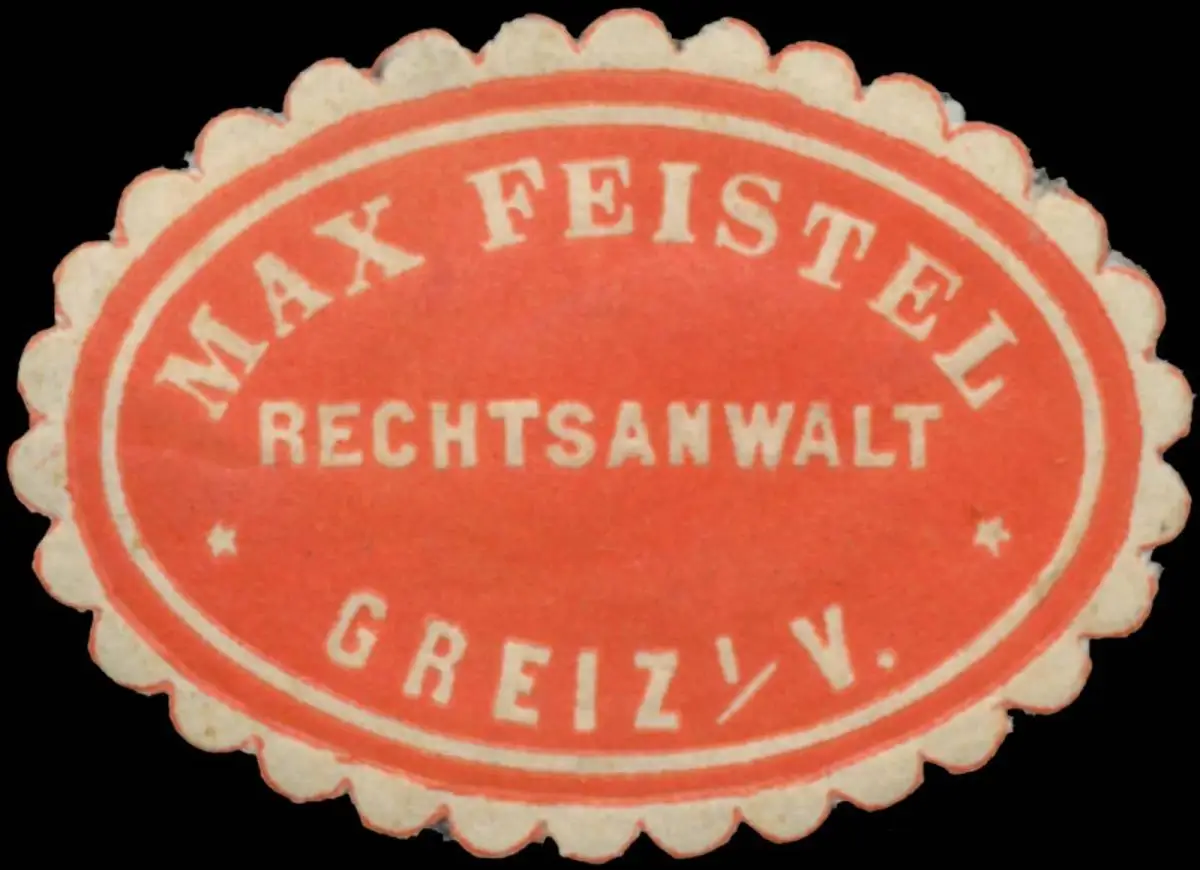 MAX FEISTEL
RECHTSANWALT
GREIZ I/V.